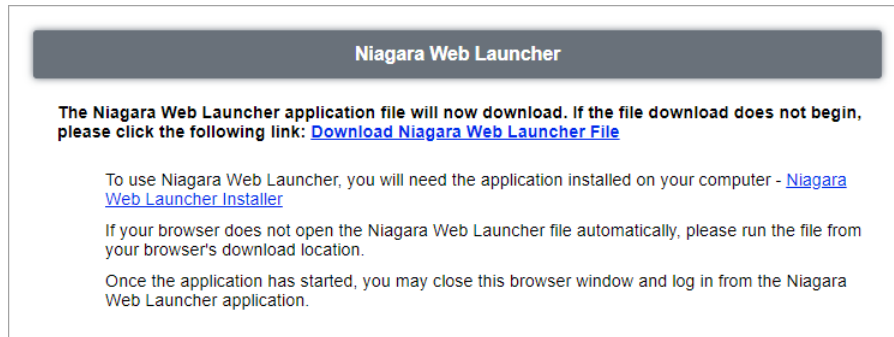 Niagara Web Launcher
The Niagara Web Launcher application file will now download. If the file download does not begin,
please click the following link: Download Niagara Web Launcher File
To use Niagara Web Launcher, you will need the application installed on your computer - Niagara
Web Launcher Installer
If your browser does not open the Niagara Web Launcher file automatically, please run the file from
your browser's download location.
Once the application has started, you may close this browser window and log in from the Niagara
Web Launcher application.